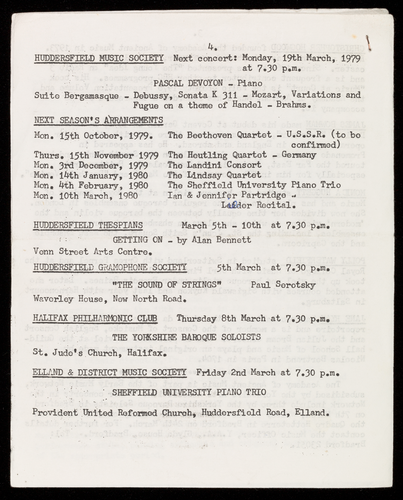 4.
HUDDERSFIELD MUSIC SOCIETY Next concert: Monday, 19th March, 1979
at 7.30 p.m.
PASCAL DEVOYON - Piano
Suite Bergamasque - Debussy, Sonata K 311 - Mozart, Variations and
Fugue on a theme of Handel - Brahms.
NEXT SEASON'S ARRANGEMENTS
Mon. 15th October, 1979. The Beethoven Quartet - U.S.S.R. (to be
confirmed)
Thurs. 15th November 1979 The Heutling Quartet - Germany
Mon. 3rd December, 1979 The Landini Consort
Mon. 14th January, 1980 The Lindsay Quartet
Mon. 4th February, 1980 The Sheffield University Piano Trio
Mon. 10th March, 1980 Ian & Jennifer Partridge -
Lieder Recital.
HUDDERSFIELD THESPIANS March 5th - 10th at 7.30 p.m.
GETTING ON - by Alan Bennett
Venn Street Arts Centre.
HUDDERSFIELD GRAMOPHONE SOCIETY 5th March at 7.30 p.m.
"THE SOUND OF STRINGS" Paul Serotsky
Waverley House, New North Road.
HALIFAX PHILHARMONIC CLUB Thursday 8th March at 7.30 p.m.
THE YORKSHIRE BAROQUE SOLOISTS
St. Jude's Church, Halifax.
ELLAND & DISTRICT MUSIC SOCIETY Friday 2nd March at 7.30 p.m.
SHEFFIELD UNIVERSITY PIANO TRIO
Provident United Reformed Church, Huddersfield Road, Elland.